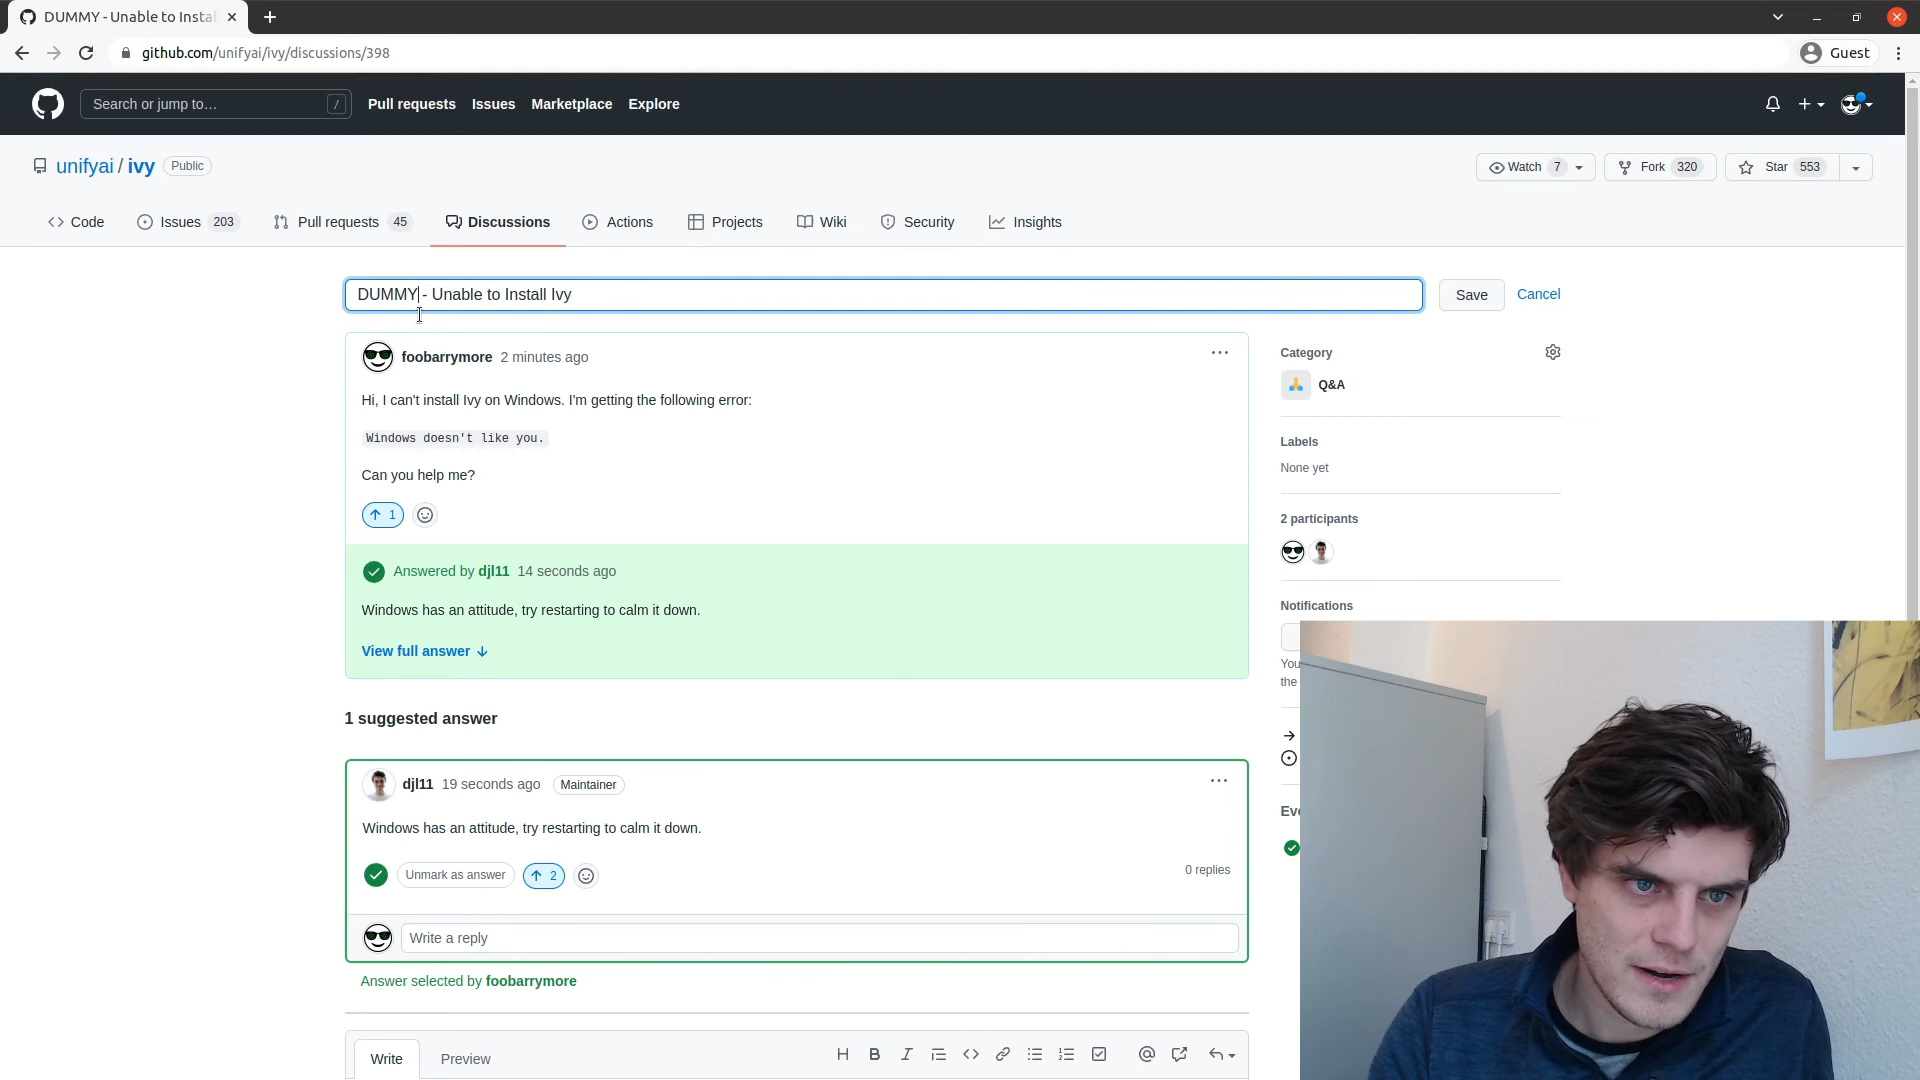 DUMMY - Unable to Insta
github.com/unifyai/ivy/discussions/398
Guest
Search or jump to… /
Pull requests Issues Marketplace Explore
unifyai / ivy Public
Watch 7
Fork 320
Star 553
Code
Issues 203
Pull requests 45
Discussions
Actions
Projects
Wiki
Security
Insights
DUMMY - Unable to Install Ivy
Save
Cancel
foobarrymore 2 minutes ago
Hi, I can't install Ivy on Windows. I'm getting the following error:
Windows doesn't like you.
Can you help me?
1
Answered by djl11 14 seconds ago
Windows has an attitude, try restarting to calm it down.
View full answer
1 suggested answer
djl11 19 seconds ago Maintainer
Windows has an attitude, try restarting to calm it down.
Unmark as answer 2
0 replies
Write a reply
Answer selected by foobarrymore
Write Preview
Category
Q&A
Labels
None yet
2 participants
Notifications
You
the
Eve